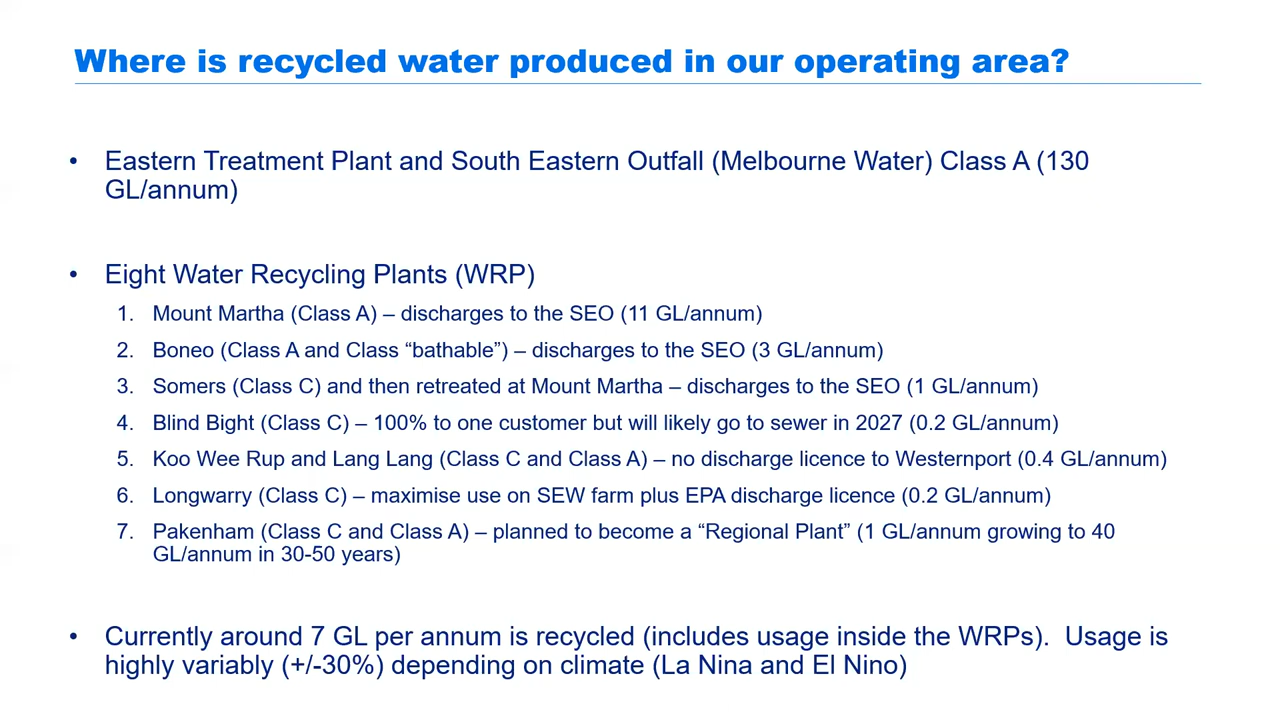 Where is recycled water produced in our operating area?
• Eastern Treatment Plant and South Eastern Outfall (Melbourne Water) Class A (130
GL/annum)
• Eight Water Recycling Plants (WRP)
1. Mount Martha (Class A) – discharges to the SEO (11 GL/annum)
2. Boneo (Class A and Class “bathable”) – discharges to the SEO (3 GL/annum)
3. Somers (Class C) and then retreated at Mount Martha – discharges to the SEO (1 GL/annum)
4. Blind Bight (Class C) – 100% to one customer but will likely go to sewer in 2027 (0.2 GL/annum)
5. Koo Wee Rup and Lang Lang (Class C and Class A) – no discharge licence to Westernport (0.4 GL/annum)
6. Longwarry (Class C) – maximise use on SEW farm plus EPA discharge licence (0.2 GL/annum)
7. Pakenham (Class C and Class A) – planned to become a “Regional Plant” (1 GL/annum growing to 40
GL/annum in 30-50 years)
• Currently around 7 GL per annum is recycled (includes usage inside the WRPs).  Usage is
highly variably (+/-30%) depending on climate (La Nina and El Nino)